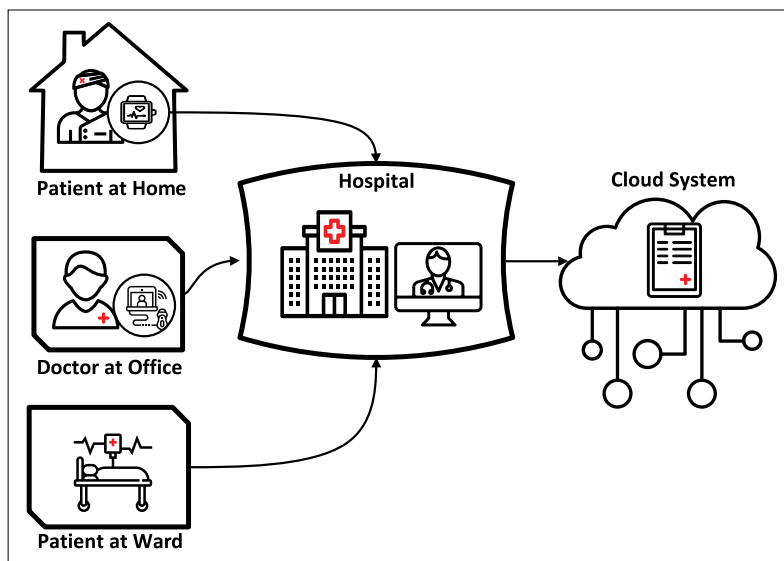 Patient at Home
Hospital
Cloud System
Doctor at Office
Patient at Ward